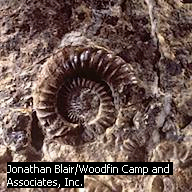 Jonathan Blair/Woodfin Camp and
Associates, Inc.